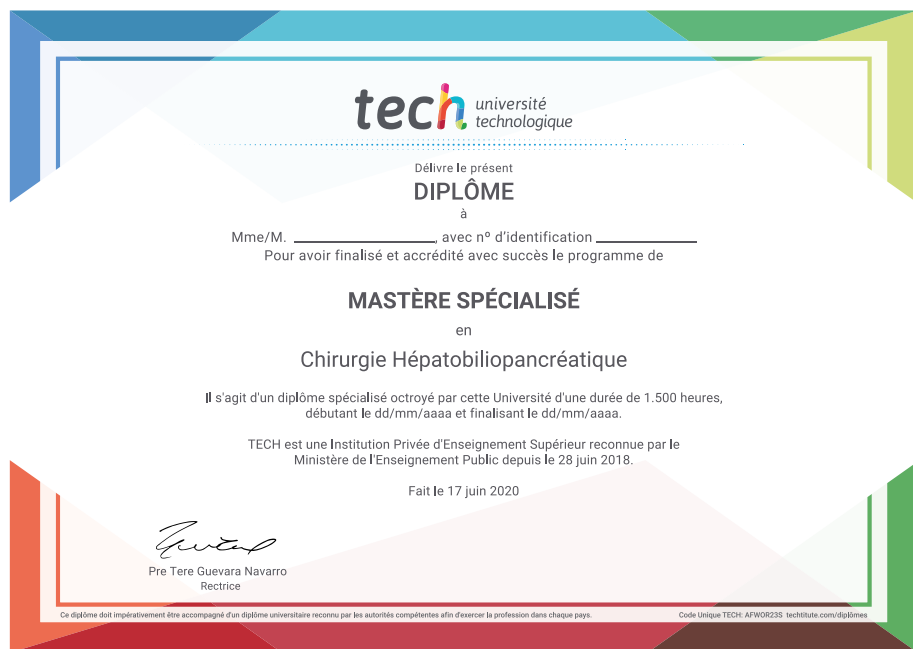 tech université
technologique
Délivre le présent
DIPLÔME
à
Mme/M. ____________, avec nº d'identification ____________
Pour avoir finalisé et accrédité avec succès le programme de
MASTÈRE SPÉCIALISÉ
en
Chirurgie Hépatobiliopancréatique
Il s'agit d'un diplôme spécialisé octroyé par cette Université d'une durée de 1.500 heures,
débutant le dd/mm/aaaa et finalisant le dd/mm/aaaa.
TECH est une Institution Privée d'Enseignement Supérieur reconnue par le
Ministère de l'Enseignement Public depuis le 28 juin 2018.
Fait le 17 juin 2020
Pre Tere Guevara Navarro
Rectrice
Ce diplôme doit impérativement être accompagné d'un diplôme universitaire reconnu par les autorités compétentes afin d'exercer la profession dans chaque pays.
Code Unique TECH: AFWOR23S techtitute.com/diplômes